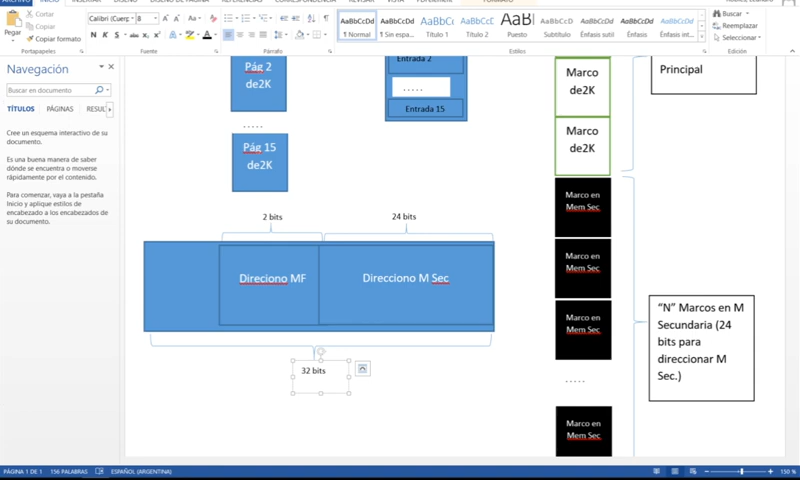 ARCHIVO INICIO INSERTAR DISEÑO DISEÑO DE PÁGINA REFERENCIAS CORRESPONDENCIA REVISAR VISTA FORMATO
Pegar
Cortar
Copiar
Copiar formato
Portapapeles
Calibri (Cuerp 8
N K S
Fuente
Párrafo
AaBbCcDd AaBbCcDd AaBbCc AaBbCcD AaB AaBbCcD AaBbCcDd AaBbCcDd AaBbCcDd
1 Normal 1 Sin espa... Título 1 Título 2 Puesto Subtítulo Énfasis sutil Énfasis Énfasis int...
Estilos
Buscar
Reemplazar
Seleccionar
Edición
Navegación
Buscar en documento
TÍTULOS PÁGINAS RESUL
Cree un esquema interactivo de su
documento.
Es una buena manera de saber
dónde se encuentra o moverse
rápidamente por el contenido.
Para comenzar, vaya a la pestaña
Inicio y aplique estilos de
encabezado a los encabezados de
su documento.
Pág 2
de2K
.....
Pág 15
de2K
Entrada 2
.....
Entrada 15
Marco
de2K
Marco
de2K
Principal
2 bits
24 bits
Direciono MF
Direcciono M Sec
32 bits
Marco en
Mem Sec
Marco en
Mem Sec
Marco en
Mem Sec
.....
Marco en
Mem Sec
“N” Marcos en M
Secundaria (24
bits para
direccionar M
Sec.)
PÁGINA 1 DE 1 156 PALABRAS ESPAÑOL (ARGENTINA) 150 %